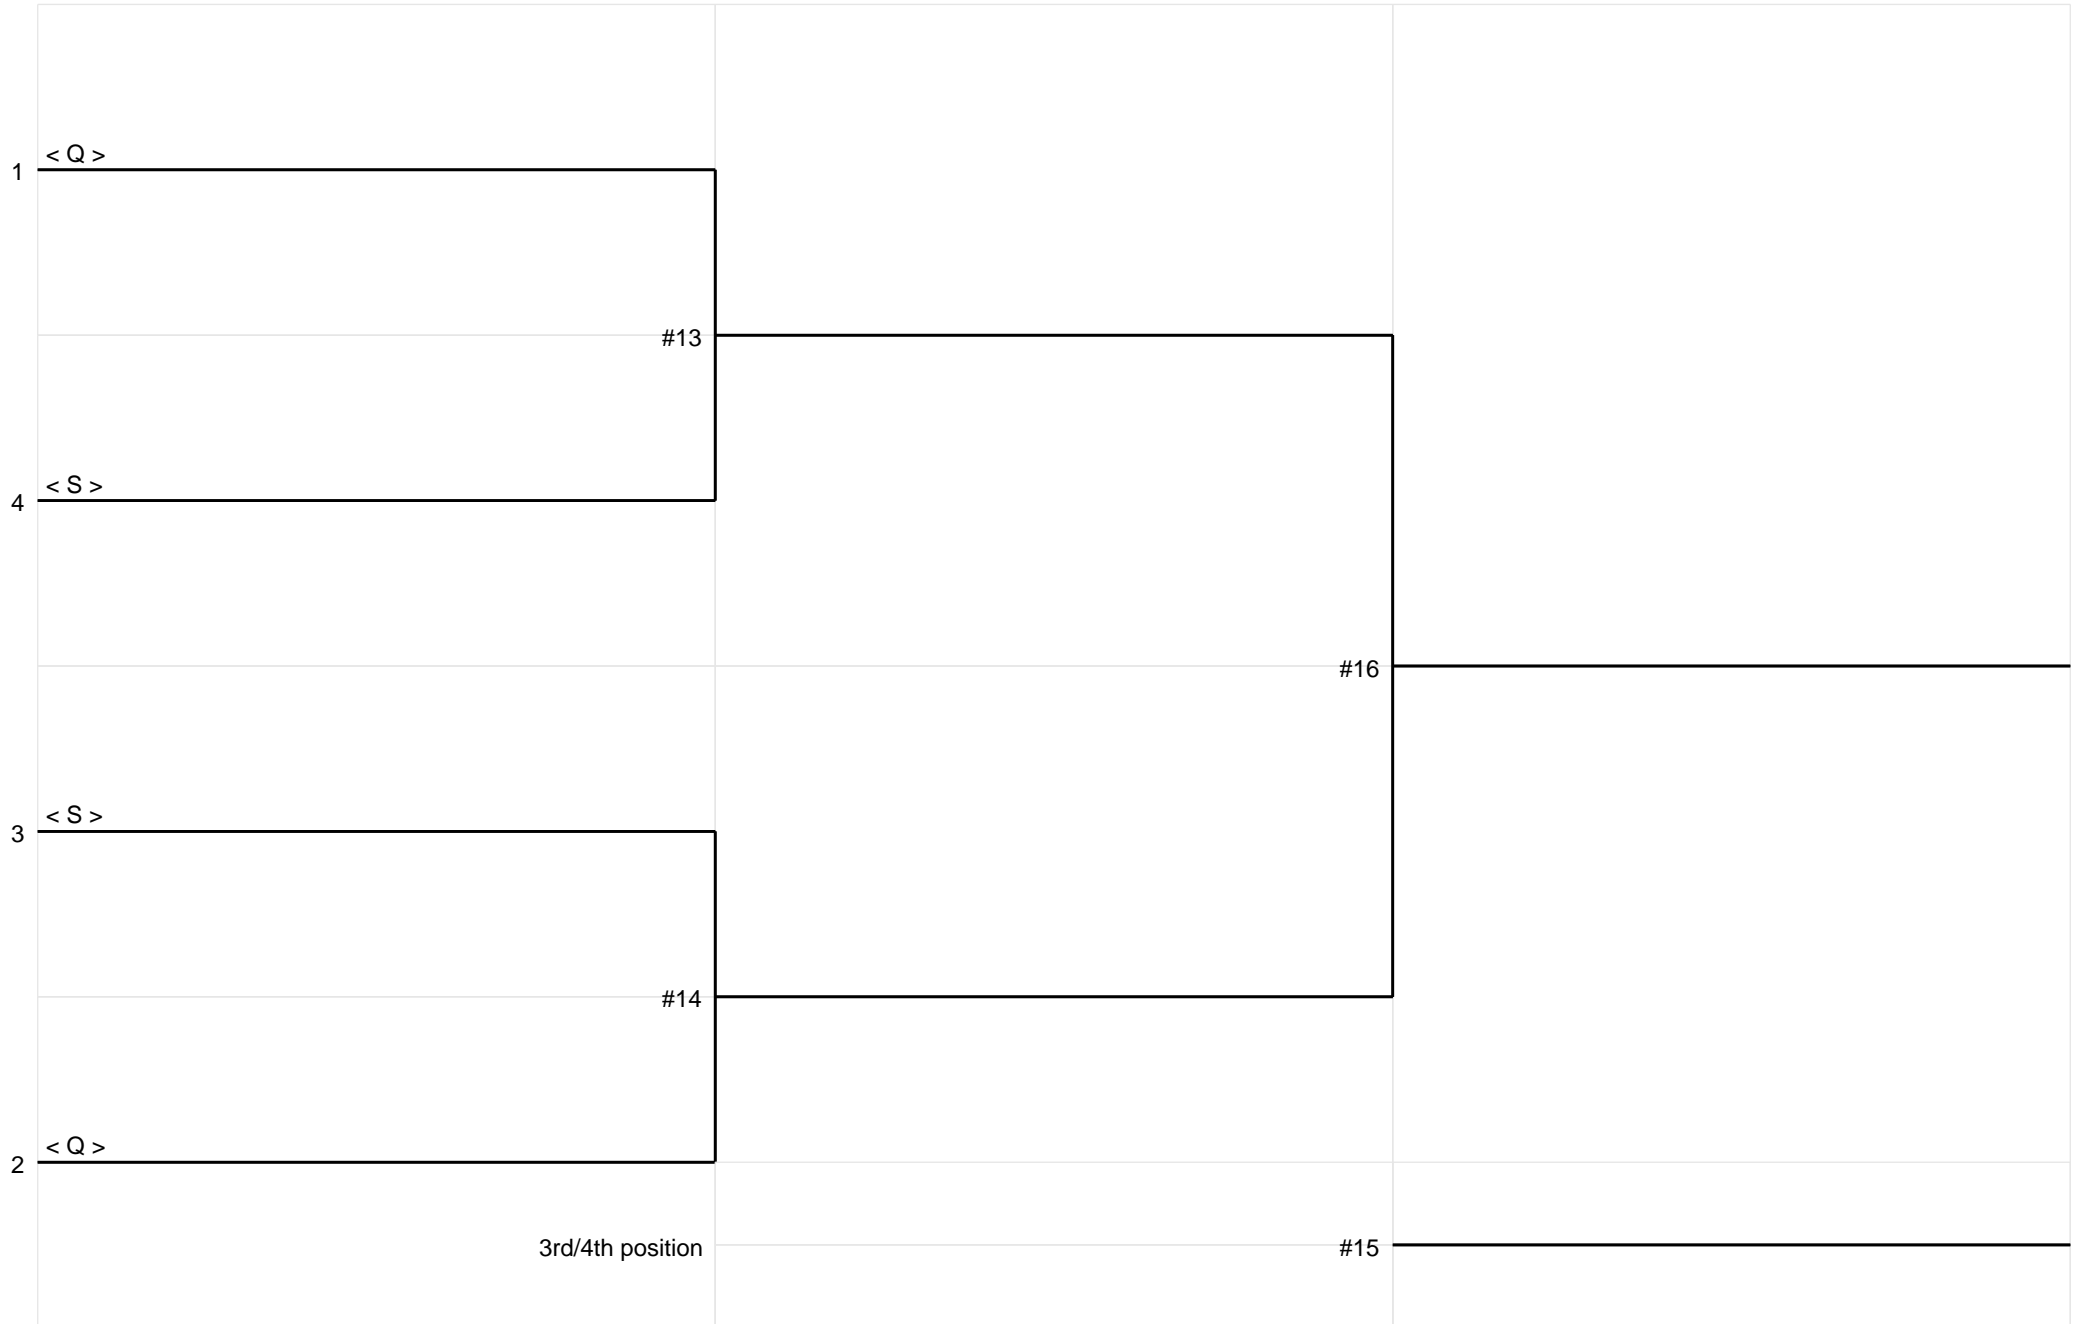 < Q >
1
#13
< S >
4
#16
< S >
3
#14
< Q >
2
3rd/4th position #15